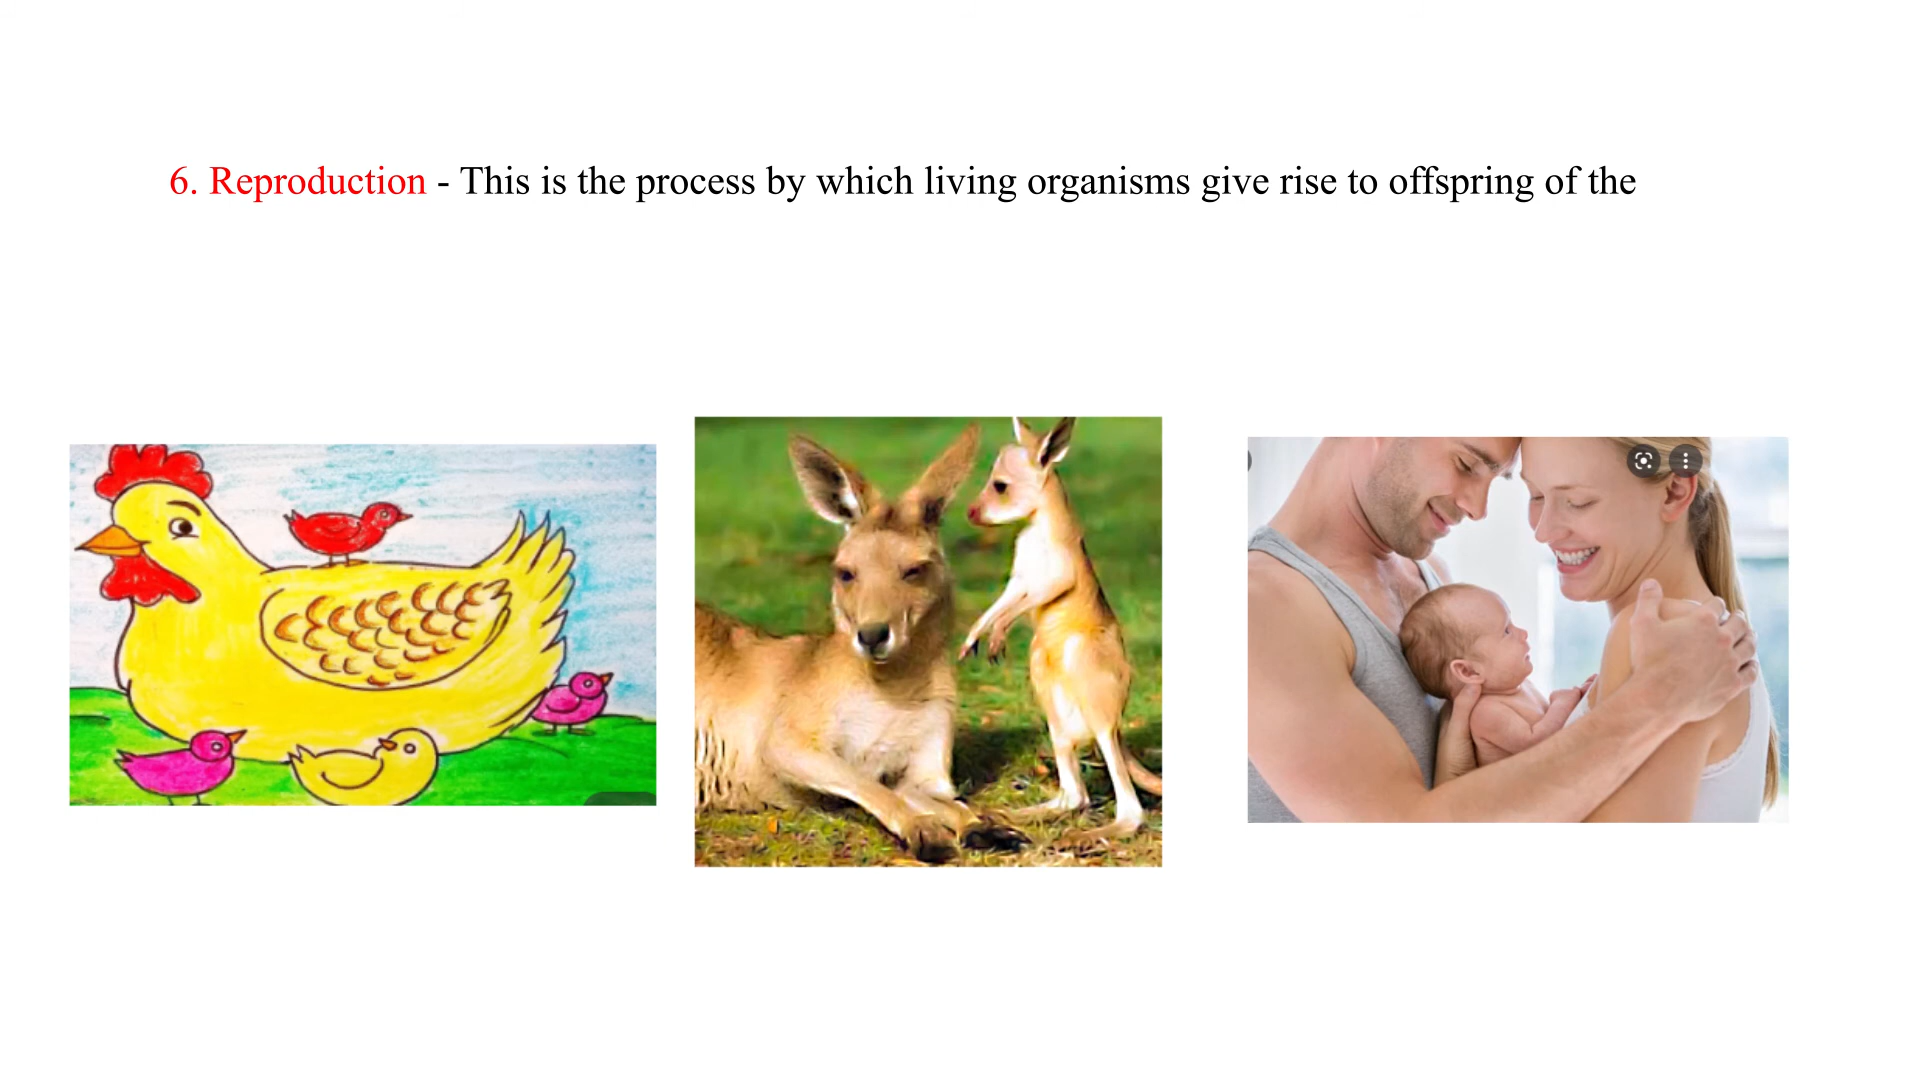 6. Reproduction - This is the process by which living organisms give rise to offspring of the